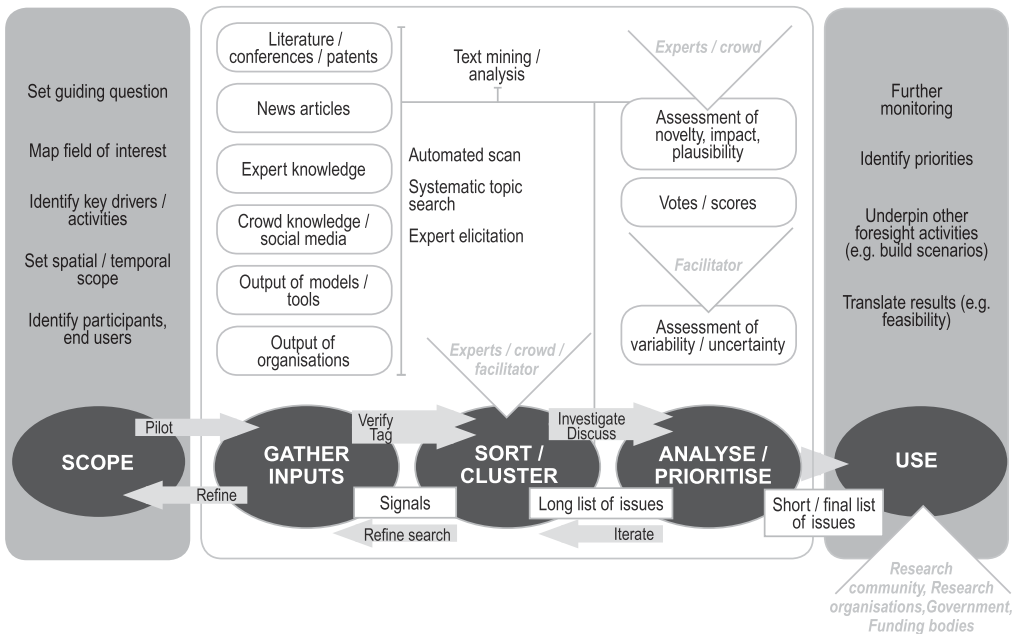 Set guiding question
Map field of interest
Identify key drivers /
activities
Set spatial / temporal
scope
Identify participants,
end users
Literature /
conferences / patents
News articles
Expert knowledge
Crowd knowledge /
social media
Output of models /
tools
Output of
organisations
Text mining /
analysis
Automated scan
Systematic topic
search
Expert elicitation
Experts / crowd /
facilitator
Experts / crowd
Assessment of
novelty, impact,
plausibility
Votes / scores
Facilitator
Assessment of
variability / uncertainty
Further
monitoring
Identify priorities
Underpin other
foresight activities
(e.g. build scenarios)
Translate results (e.g.
feasibility)
SCOPE
Pilot
Refine
GATHER
INPUTS
Verify
Tag
Signals
Refine search
SORT /
CLUSTER
Investigate
Discuss
Long list of issues
Iterate
ANALYSE /
PRIORITISE
Short / final list
of issues
USE
Research
community, Research
organisations,Government,
Funding bodies